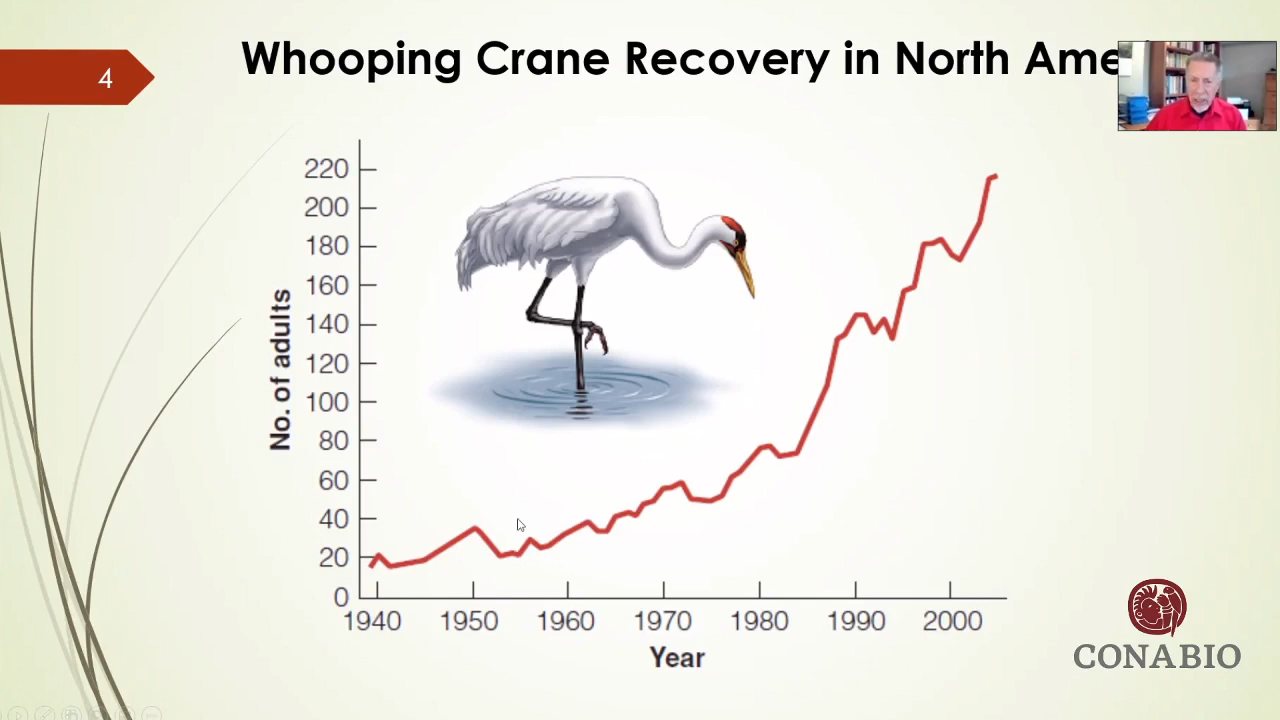 4
Whooping Crane Recovery in North Ame
220
200
180
160
140
120
100
80
60
40
20
0
No. of adults
1940 1950 1960 1970 1980 1990 2000
Year
CONABIO